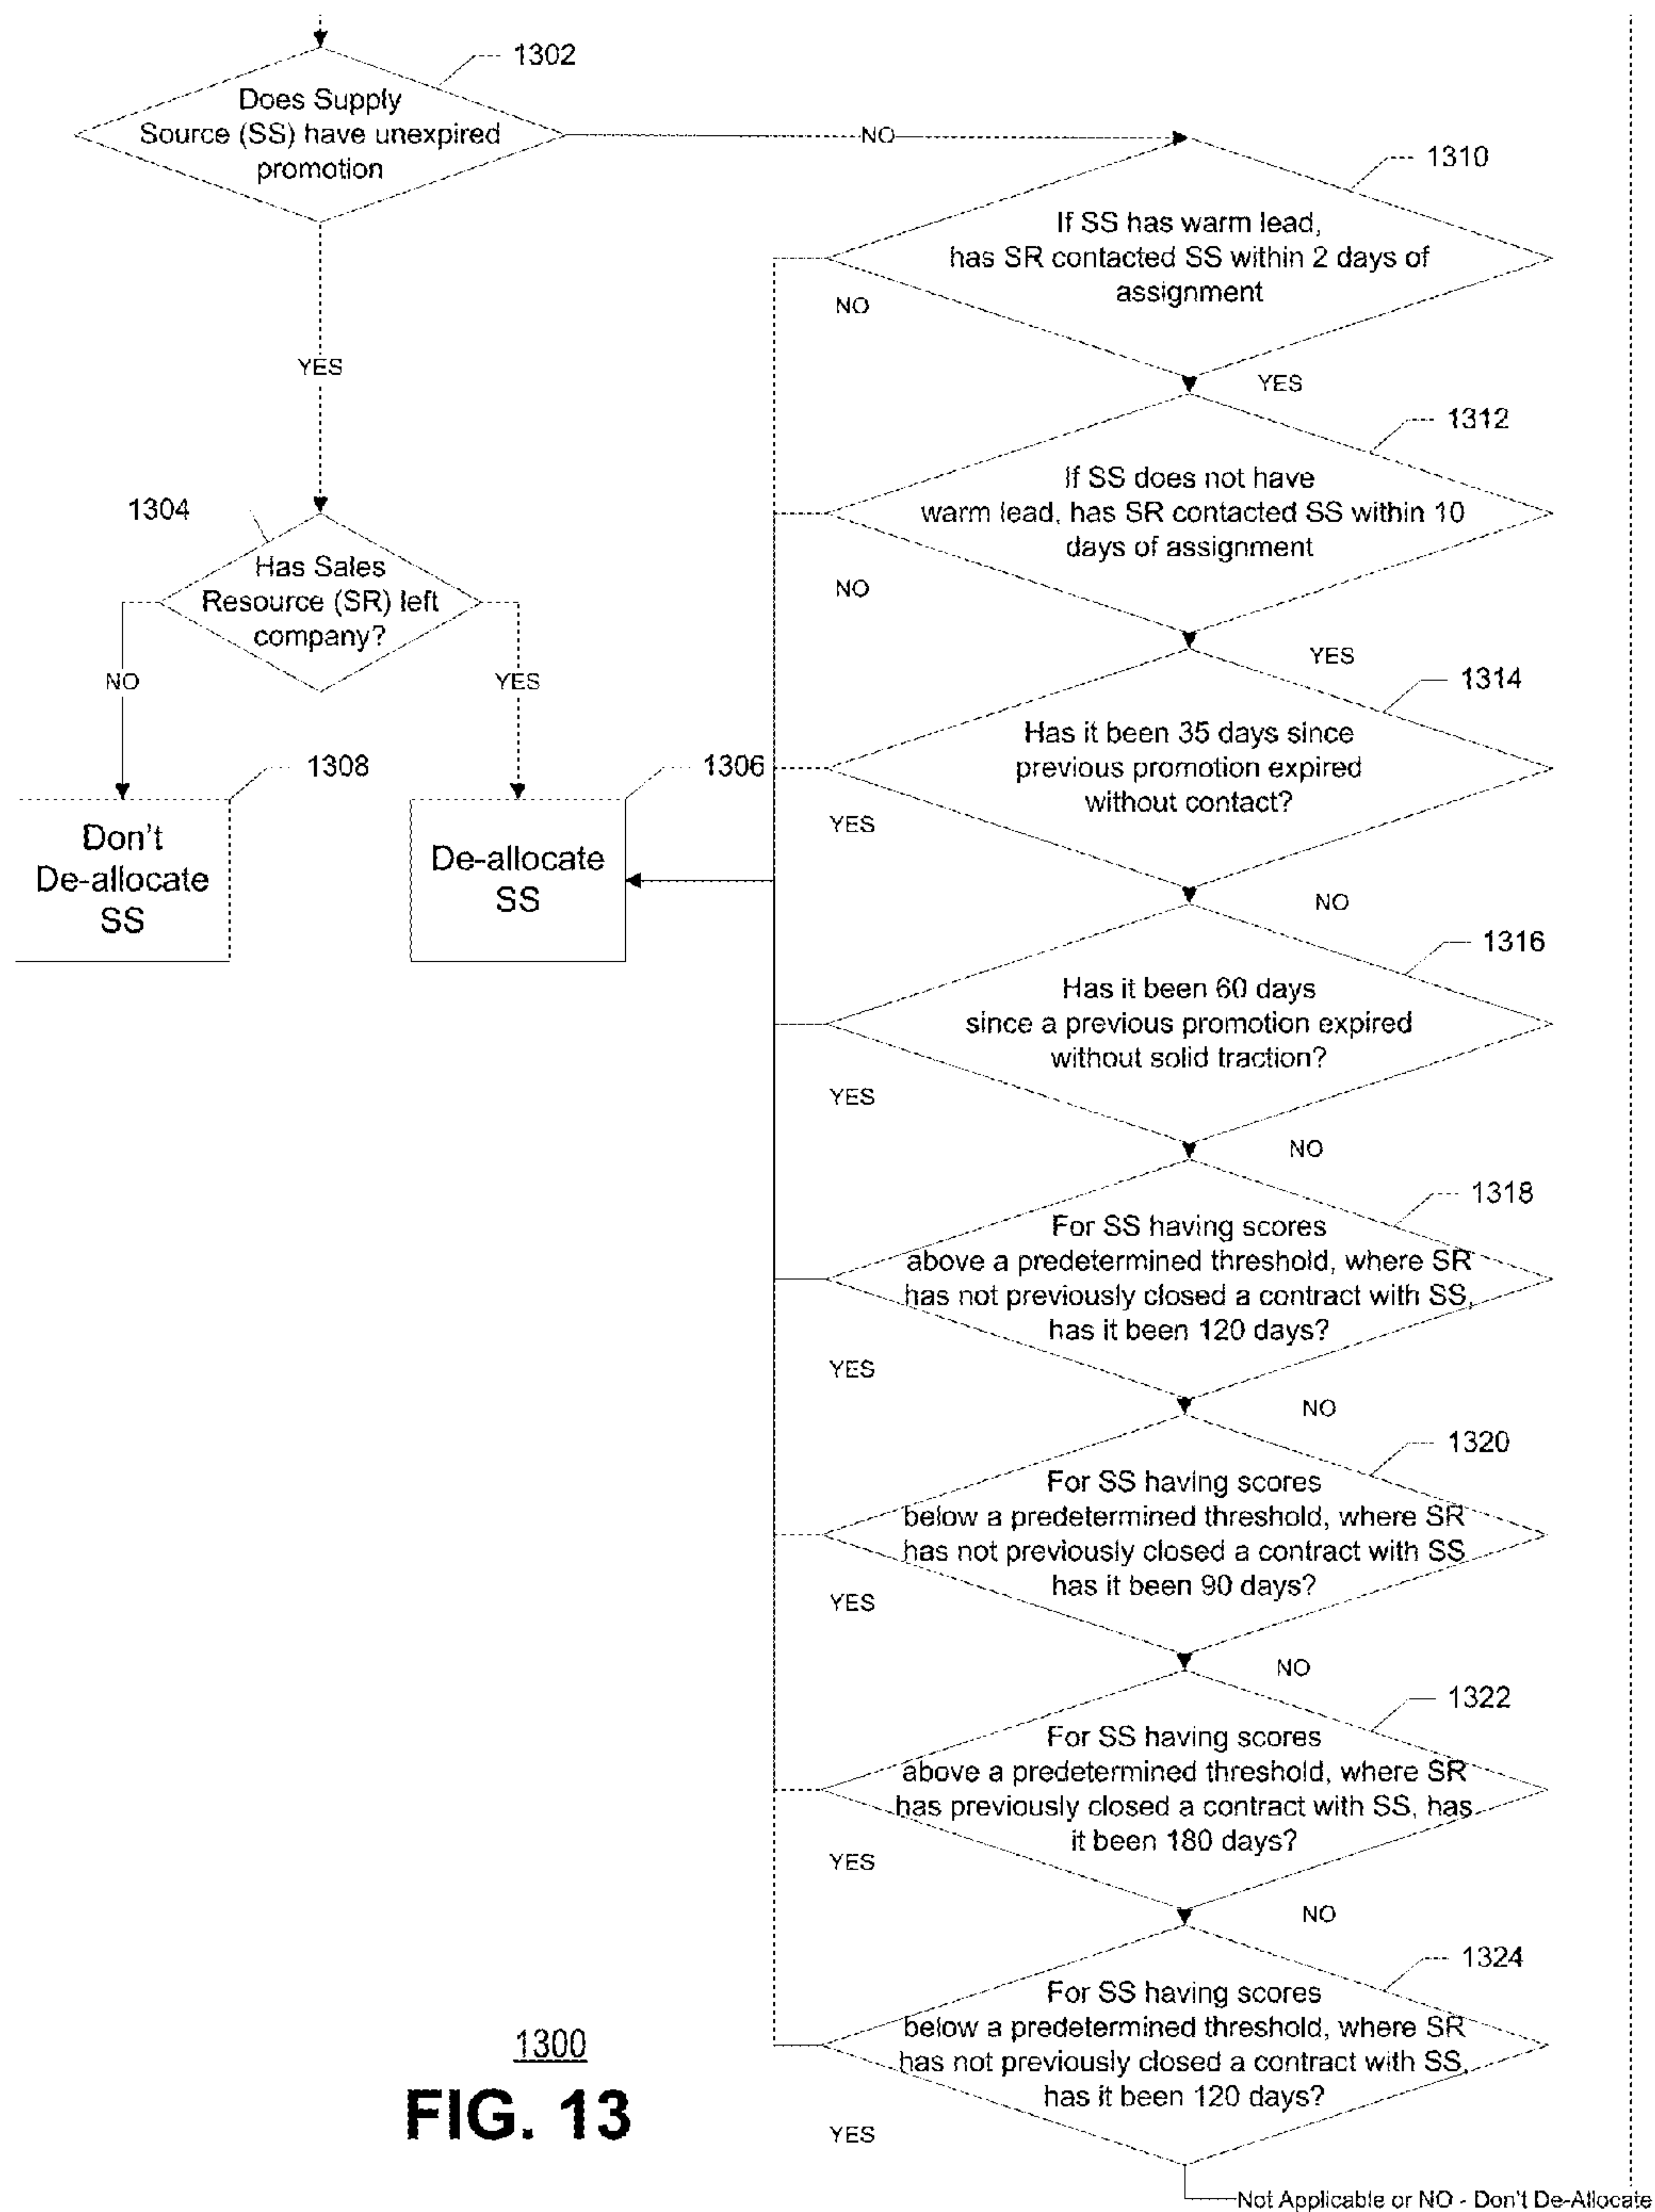 1302
Does Supply
Source (SS) have unexpired
promotion
NO
YES
1304
Has Sales
Resource (SR) left
company?
NO
YES
1308
Don't
De-allocate
SS
1306
De-allocate
SS
1310
If SS has warm lead,
has SR contacted SS within 2 days of
assignment
NO
YES
1312
If SS does not have
warm lead, has SR contacted SS within 10
days of assignment
NO
YES
1314
Has it been 35 days since
previous promotion expired
without contact?
YES
NO
1316
Has it been 60 days
since a previous promotion expired
without solid traction?
YES
NO
1318
For SS having scores
above a predetermined threshold, where SR
has not previously closed a contract with SS,
has it been 120 days?
YES
NO
1320
For SS having scores
below a predetermined threshold, where SR
has not previously closed a contract with SS
has it been 90 days?
YES
NO
1322
For SS having scores
above a predetermined threshold, where SR
has previously closed a contract with SS, has
it been 180 days?
YES
NO
1324
For SS having scores
below a predetermined threshold, where SR
has not previously closed a contract with SS,
has it been 120 days?
YES
Not Applicable or NO - Don't De-Allocate
1300
FIG. 13